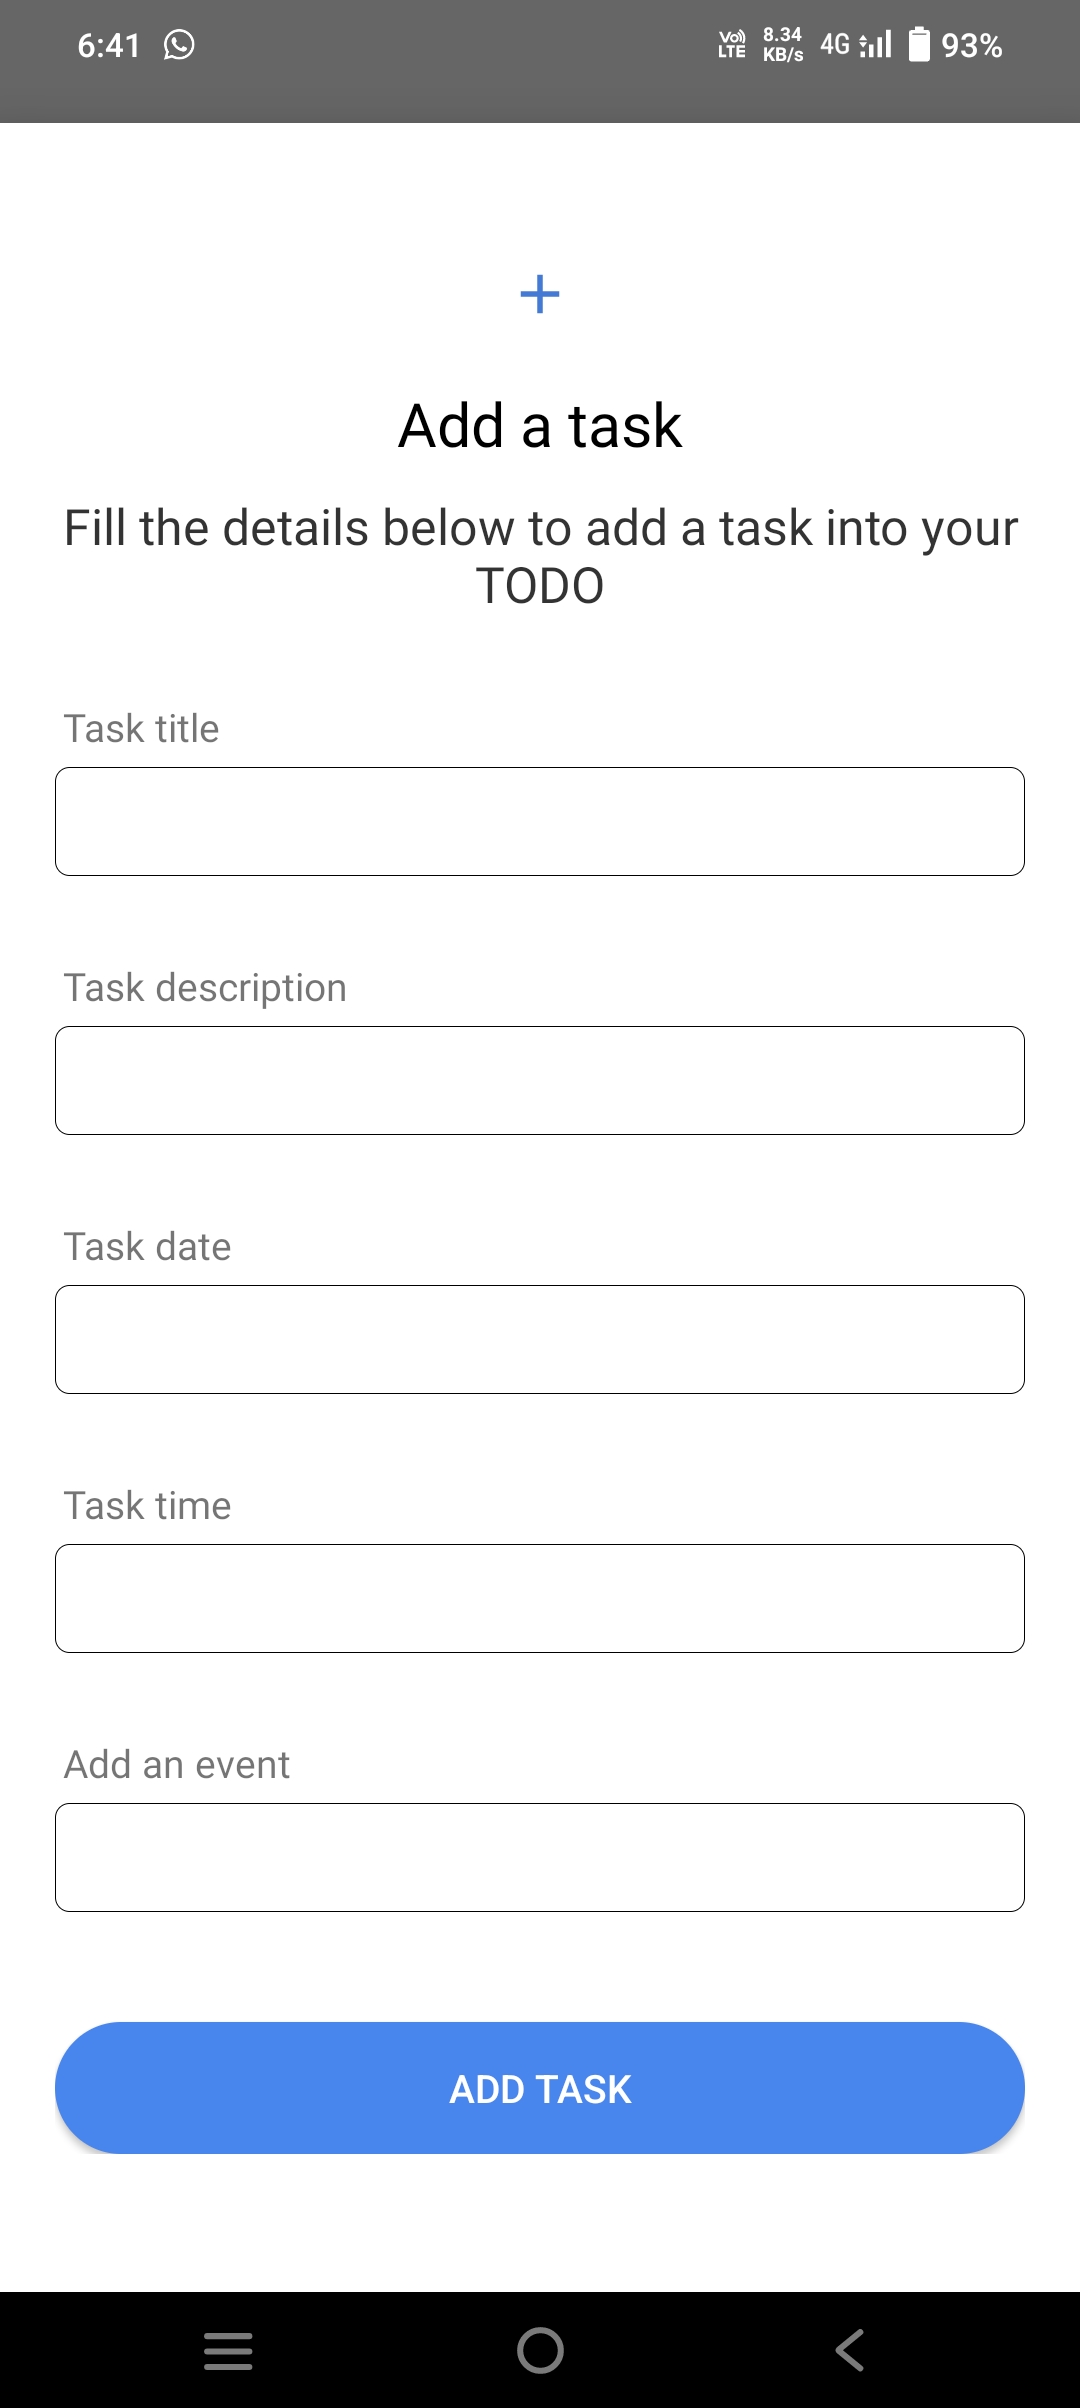 6:41 Vo) LTE 8.34 KB/s 4G 93%
Add a task
Fill the details below to add a task into your
TODO
Task title
Task description
Task date
Task time
Add an event
ADD TASK